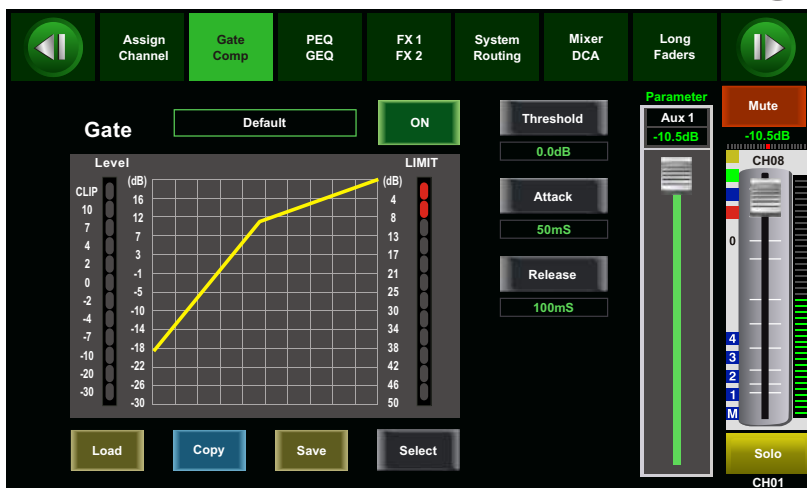 Assign
Channel
Gate
Comp
PEQ
GEQ
FX 1
FX 2
System
Routing
Mixer
DCA
Long
Faders
Gate
Default
ON
Level
LIMIT
(dB)
(dB)
CLIP
10
7
4
2
0
-2
-4
-7
-10
-20
-30
16
12
7
3
-1
-5
-10
-14
-18
-22
-26
-30
4
8
13
17
21
25
30
34
38
42
46
50
Load
Copy
Save
Select
Threshold
0.0dB
Attack
50mS
Release
100mS
Parameter
Aux 1
-10.5dB
Mute
-10.5dB
CH08
0
4
3
2
1
M
Solo
CH01